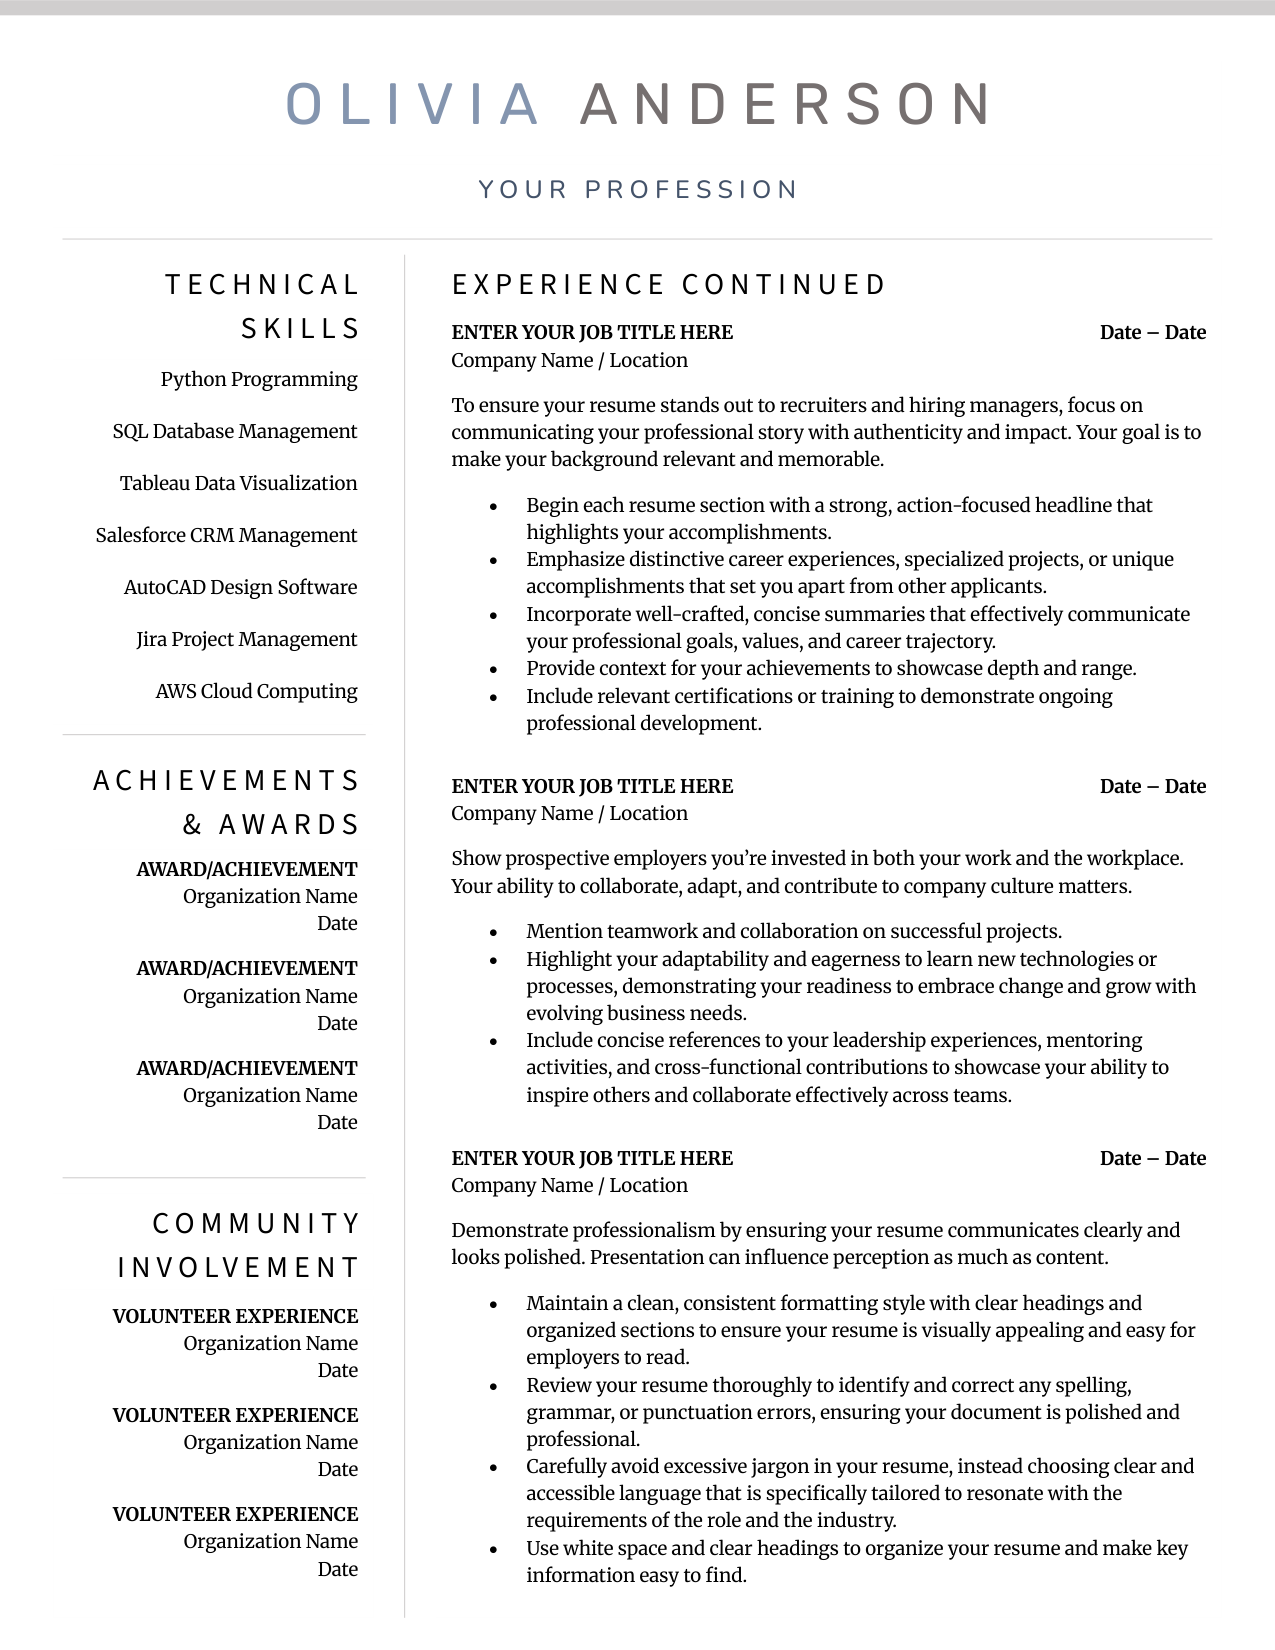 OLIVIA ANDERSON
YOUR PROFESSION
TECHNICAL
SKILLS
Python Programming
SQL Database Management
Tableau Data Visualization
Salesforce CRM Management
AutoCAD Design Software
Jira Project Management
AWS Cloud Computing
ACHIEVEMENTS
& AWARDS
AWARD/ACHIEVEMENT
Organization Name
Date
AWARD/ACHIEVEMENT
Organization Name
Date
AWARD/ACHIEVEMENT
Organization Name
Date
COMMUNITY
INVOLVEMENT
VOLUNTEER EXPERIENCE
Organization Name
Date
VOLUNTEER EXPERIENCE
Organization Name
Date
VOLUNTEER EXPERIENCE
Organization Name
Date
EXPERIENCE CONTINUED
ENTER YOUR JOB TITLE HERE Date – Date
Company Name / Location
To ensure your resume stands out to recruiters and hiring managers, focus on
communicating your professional story with authenticity and impact. Your goal is to
make your background relevant and memorable.
• Begin each resume section with a strong, action-focused headline that
highlights your accomplishments.
• Emphasize distinctive career experiences, specialized projects, or unique
accomplishments that set you apart from other applicants.
• Incorporate well-crafted, concise summaries that effectively communicate
your professional goals, values, and career trajectory.
• Provide context for your achievements to showcase depth and range.
• Include relevant certifications or training to demonstrate ongoing
professional development.
ENTER YOUR JOB TITLE HERE Date – Date
Company Name / Location
Show prospective employers you’re invested in both your work and the workplace.
Your ability to collaborate, adapt, and contribute to company culture matters.
• Mention teamwork and collaboration on successful projects.
• Highlight your adaptability and eagerness to learn new technologies or
processes, demonstrating your readiness to embrace change and grow with
evolving business needs.
• Include concise references to your leadership experiences, mentoring
activities, and cross-functional contributions to showcase your ability to
inspire others and collaborate effectively across teams.
ENTER YOUR JOB TITLE HERE Date – Date
Company Name / Location
Demonstrate professionalism by ensuring your resume communicates clearly and
looks polished. Presentation can influence perception as much as content.
• Maintain a clean, consistent formatting style with clear headings and
organized sections to ensure your resume is visually appealing and easy for
employers to read.
• Review your resume thoroughly to identify and correct any spelling,
grammar, or punctuation errors, ensuring your document is polished and
professional.
• Carefully avoid excessive jargon in your resume, instead choosing clear and
accessible language that is specifically tailored to resonate with the
requirements of the role and the industry.
• Use white space and clear headings to organize your resume and make key
information easy to find.